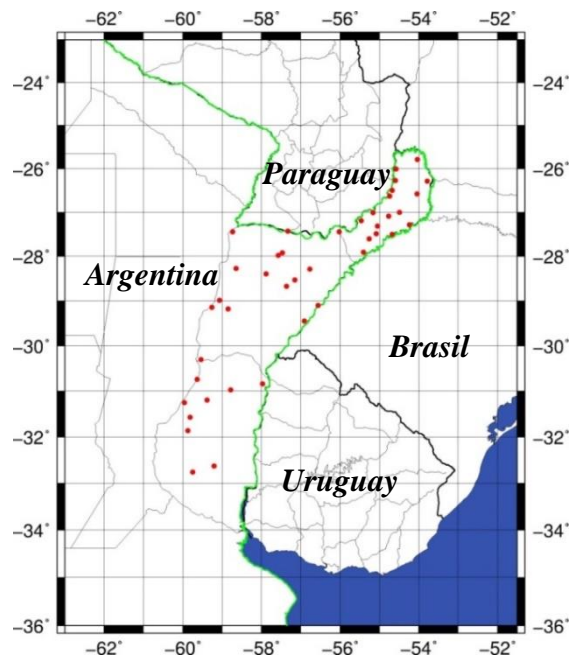 −62° −60° −58° −56° −54° −52°
−24° −24°
−26° −26°
Paraguay
−28° −28°
Argentina
−30° −30°
Brasil
−32° −32°
Uruguay
−34° −34°
−36° −36°
−62° −60° −58° −56° −54° −52°